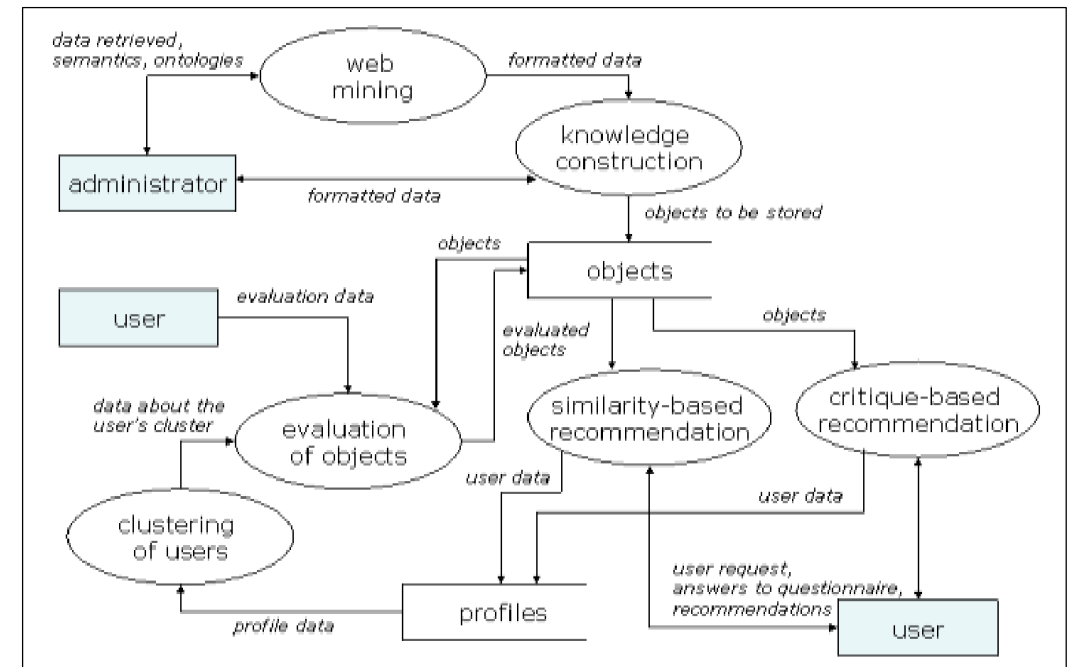 data retrieved,
semantics, ontologies
web
mining
formatted data
knowledge
construction
administrator
formatted data
objects to be stored
objects
objects
user
evaluation data
evaluated
objects
objects
data about the
user's cluster
evaluation
of objects
similarity-based
recommendation
critique-based
recommendation
user data
user data
clustering
of users
user request,
answers to questionnaire,
recommendations
profiles
profile data
user